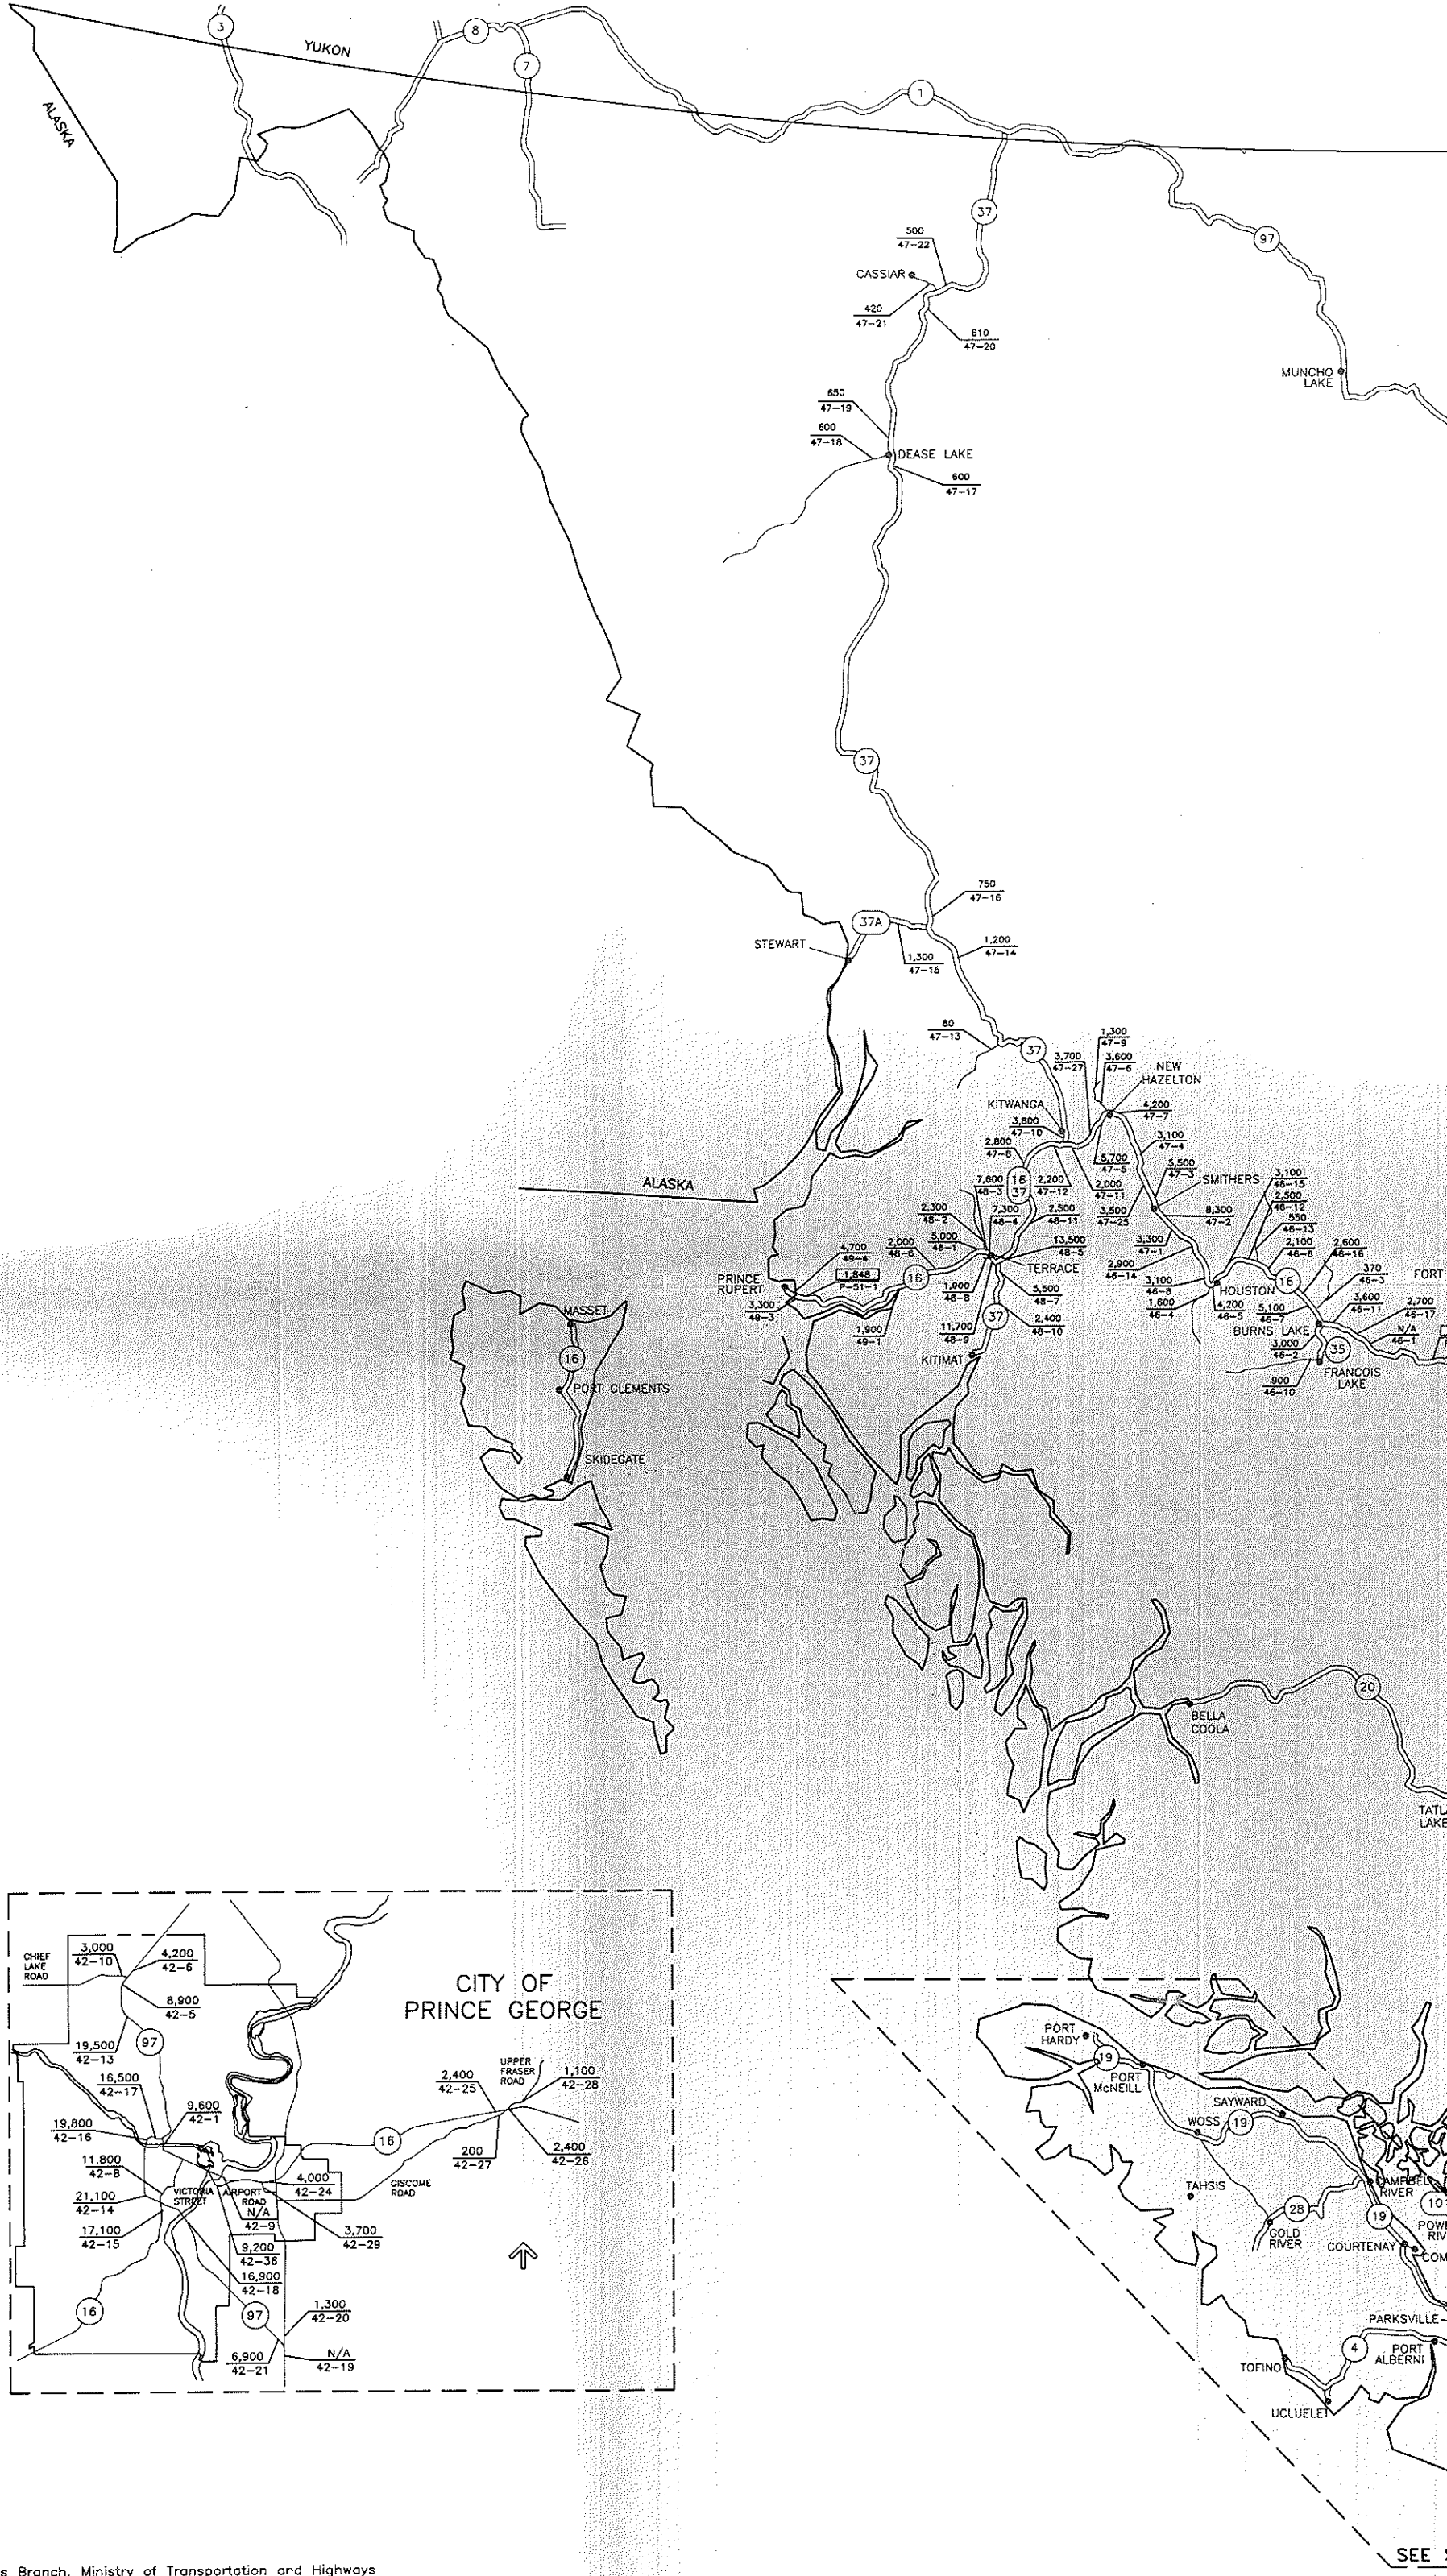 3
YUKON
8
7
1
ALASKA
37
97
500
47-22
CASSIAR
420
47-21
610
47-20
MUNCHO
LAKE
650
47-19
600
47-18
DEASE LAKE
600
47-17
37
750
47-16
37A
STEWART
1,300
47-15
1,200
47-14
80
47-13
37
3,700
47-27
1,300
47-9
3,600
47-6
NEW
HAZELTON
4,200
47-7
KITWANGA
3,800
47-10
2,800
47-8
5,700
47-5
3,100
47-4
5,500
47-3
SMITHERS
ALASKA
16
37
7,600
48-3
2,200
47-12
2,000
47-11
3,500
47-25
8,300
47-2
3,100
46-15
2,500
46-12
550
46-13
2,300
48-2
7,300
48-4
2,500
48-11
3,300
47-1
2,100
46-6
2,600
46-16
4,700
49-4
2,000
48-6
5,000
48-1
13,500
48-5
TERRACE
2,900
46-14
370
46-3
FORT
PRINCE
RUPERT
1,848
P-51-1
16
1,900
48-8
5,500
48-7
3,100
46-8
HOUSTON
16
3,300
49-3
1,900
49-1
11,700
48-9
37
2,400
48-10
1,600
46-4
4,200
46-5
5,100
46-7
3,600
46-11
2,700
46-17
MASSET
16
KITIMAT
BURNS LAKE
3,000
46-2
35
N/A
46-1
900
46-10
FRANCOIS
LAKE
PORT CLEMENTS
SKIDEGATE
20
BELLA
COOLA
TATL
LAKE
CITY OF
PRINCE GEORGE
CHIEF
LAKE
ROAD
3,000
42-10
4,200
42-6
8,900
42-5
19,500
42-13
97
16,500
42-17
9,600
42-1
19,800
42-16
11,800
42-8
21,100
42-14
17,100
42-15
VICTORIA
STREET
AIRPORT
ROAD
N/A
42-9
4,000
42-24
16
GISCOME
ROAD
2,400
42-25
UPPER
FRASER
ROAD
1,100
42-28
200
42-27
2,400
42-26
3,700
42-29
9,200
42-36
16,900
42-18
16
97
1,300
42-20
6,900
42-21
N/A
42-19
PORT
HARDY
19
PORT
McNEILL
SAYWARD
WOSS
19
TAHSIS
28
GOLD
RIVER
CAMPBELL
RIVER
10
19
POWE
RIV
COURTENAY
COM
PARKSVILLE-
4
PORT
ALBERNI
TOFINO
UCLUELET
SEE
s Branch, Ministry of Transportation and Highways